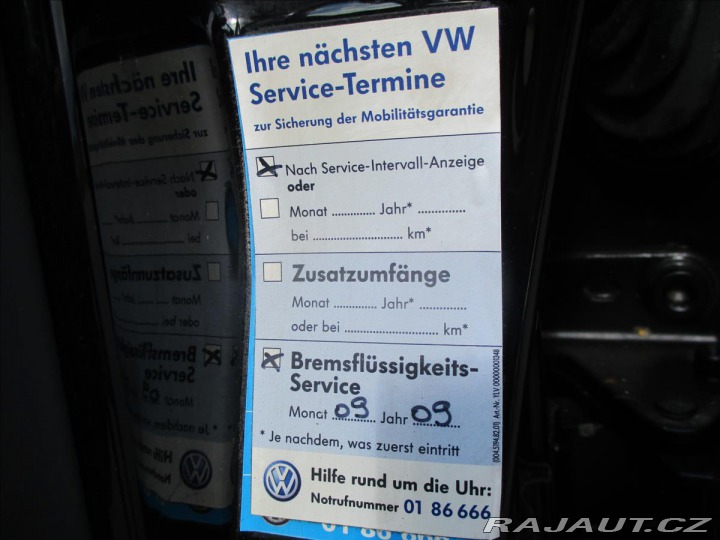 Ihre nächsten VW
Service-Termine
zur Sicherung der Mobilitätsgarantie
Nach Service-Intervall-Anzeige
oder
Monat ............ Jahr* .............
bei ......................... km*
Zusatzumfänge
Monat ............ Jahr* .............
oder bei .......................... km*
Bremsflüssigkeits-
Service
Monat 09 Jahr 09
* Je nachdem, was zuerst eintritt
Hilfe rund um die Uhr:
Notrufnummer 01 86 666
RAJAUT.CZ